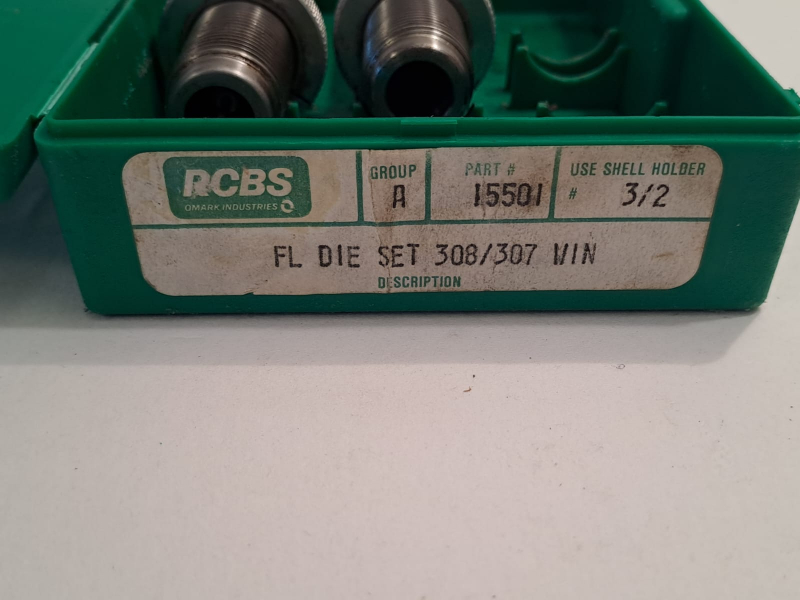 RCBS
OMARK INDUSTRIES
GROUP
A
PART #
15501
USE SHELL HOLDER
# 3/2
FL DIE SET 308/307 WIN
DESCRIPTION